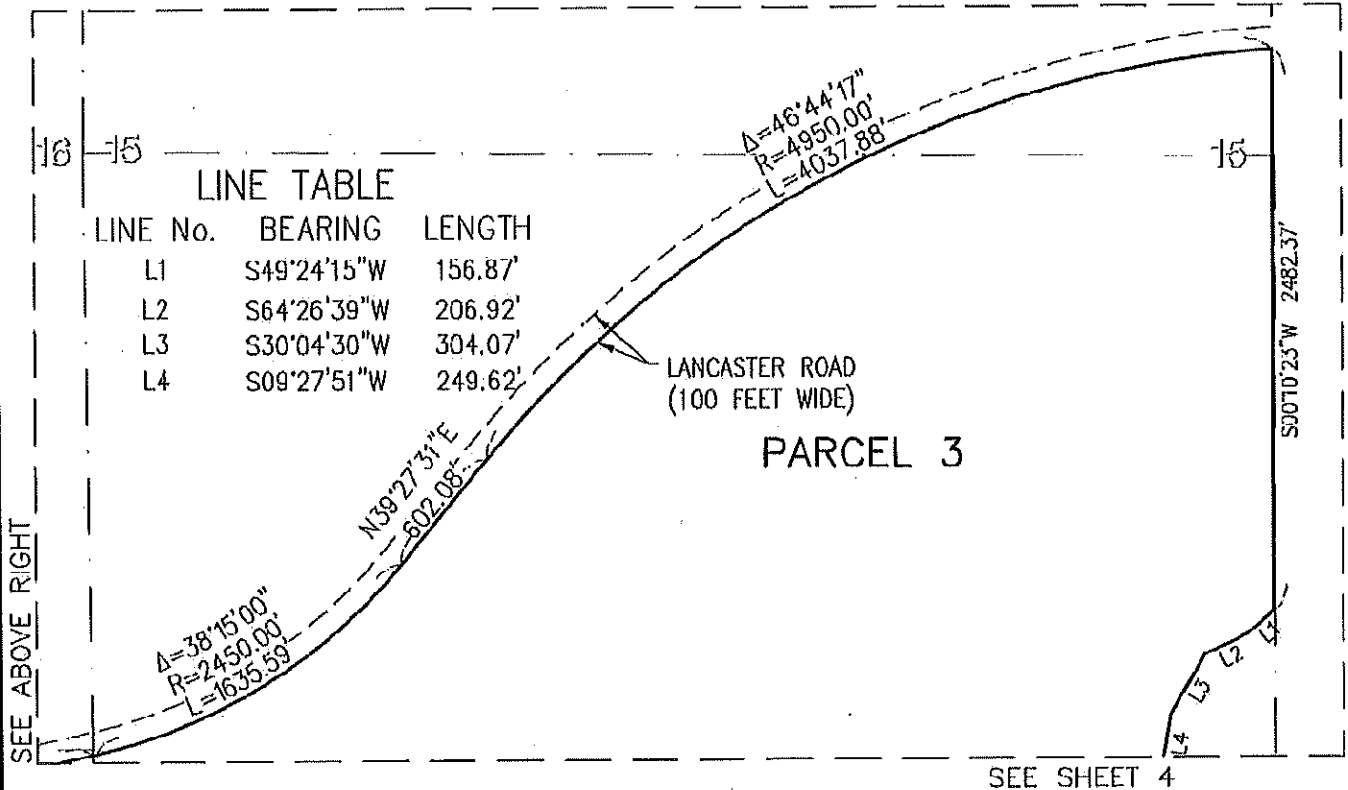 Δ=46°44'17"
R=4950.00'
L=4037.88'
16
15
15
LINE TABLE
LINE No. BEARING LENGTH
L1 S49°24'15"W 156.87'
L2 S64°26'39"W 206.92'
L3 S30°04'30"W 304.07'
L4 S09°27'51"W 249.62'
S00°10'23"W 2482.37'
LANCASTER ROAD
(100 FEET WIDE)
PARCEL 3
N39°27'31"E
602.08'
SEE ABOVE RIGHT
Δ=38°15'00"
R=2450.00'
L=1635.59'
L1
L2
L3
L4
SEE SHEET 4